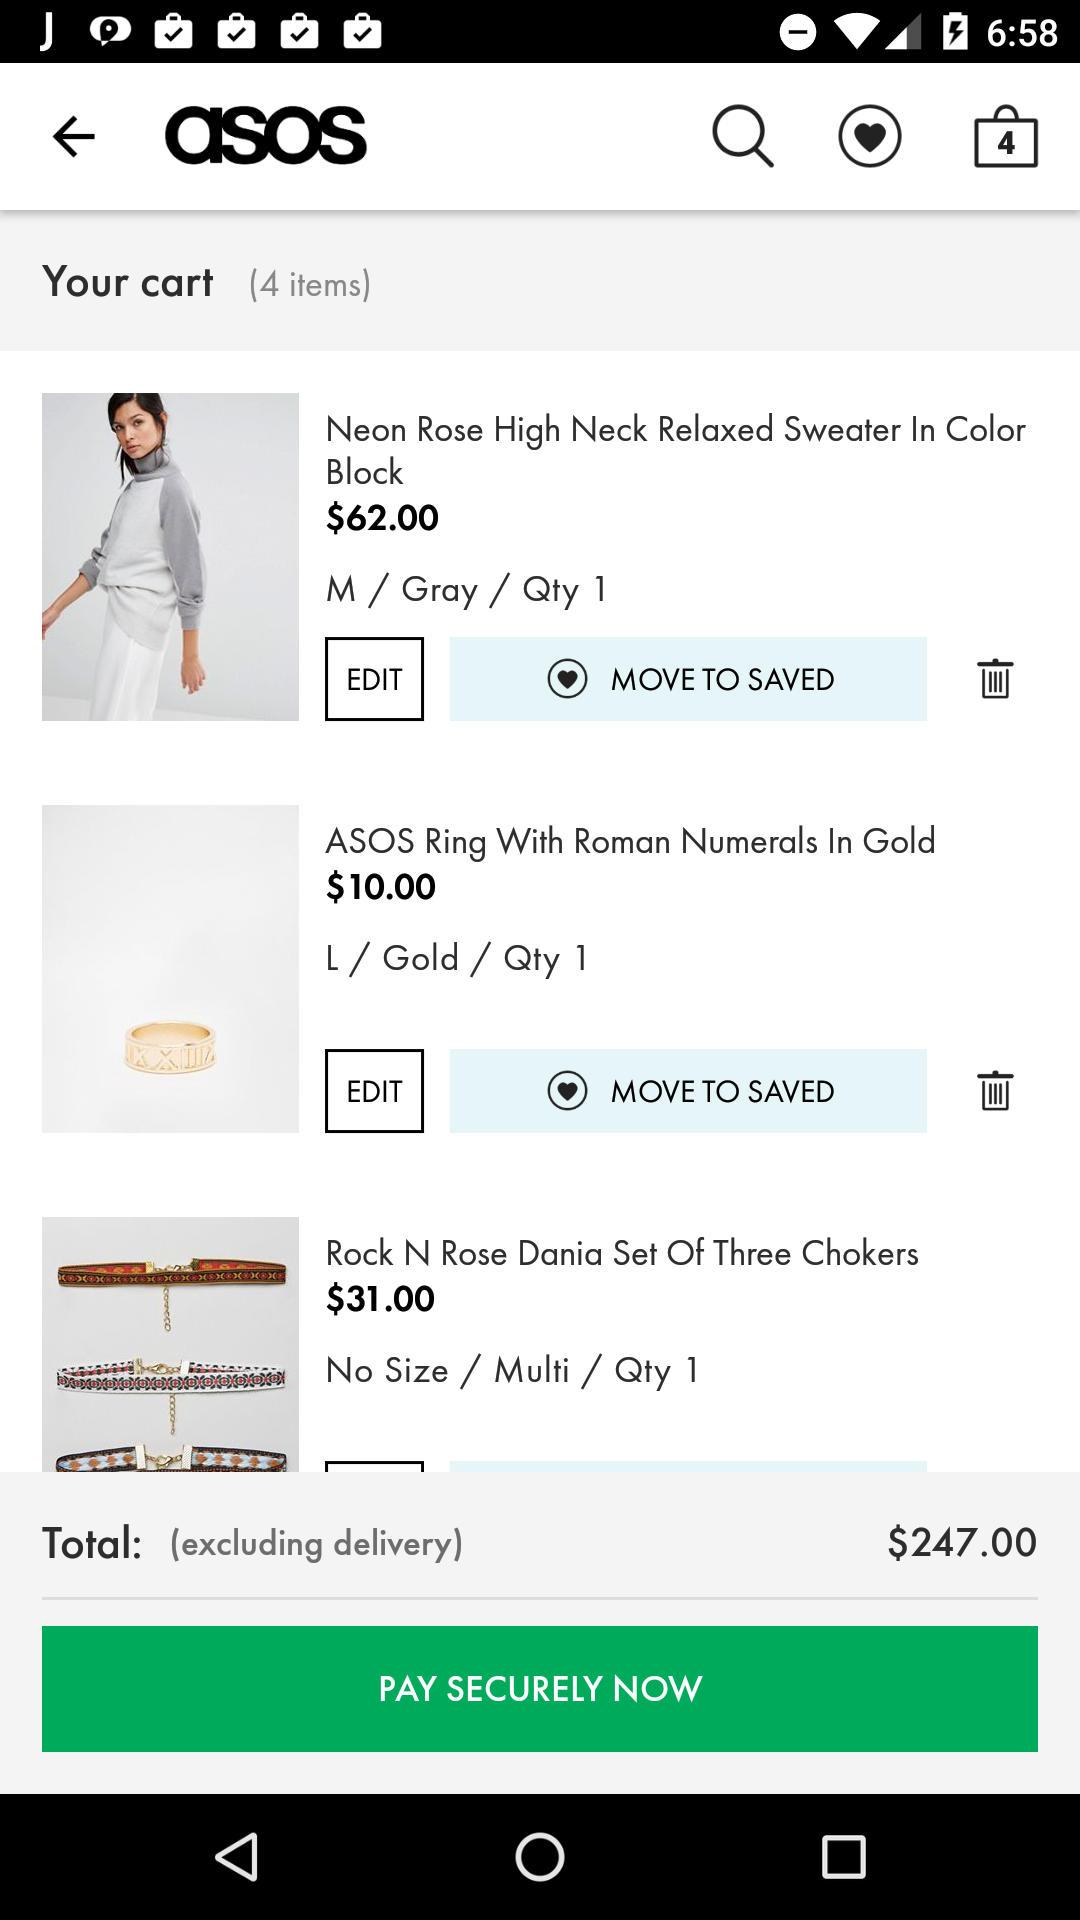 6:58
asos
4
Your cart (4 items)
Neon Rose High Neck Relaxed Sweater In Color
Block
$62.00
M / Gray / Qty 1
EDIT MOVE TO SAVED
ASOS Ring With Roman Numerals In Gold
$10.00
L / Gold / Qty 1
EDIT MOVE TO SAVED
Rock N Rose Dania Set Of Three Chokers
$31.00
No Size / Multi / Qty 1
Total: (excluding delivery) $247.00
PAY SECURELY NOW